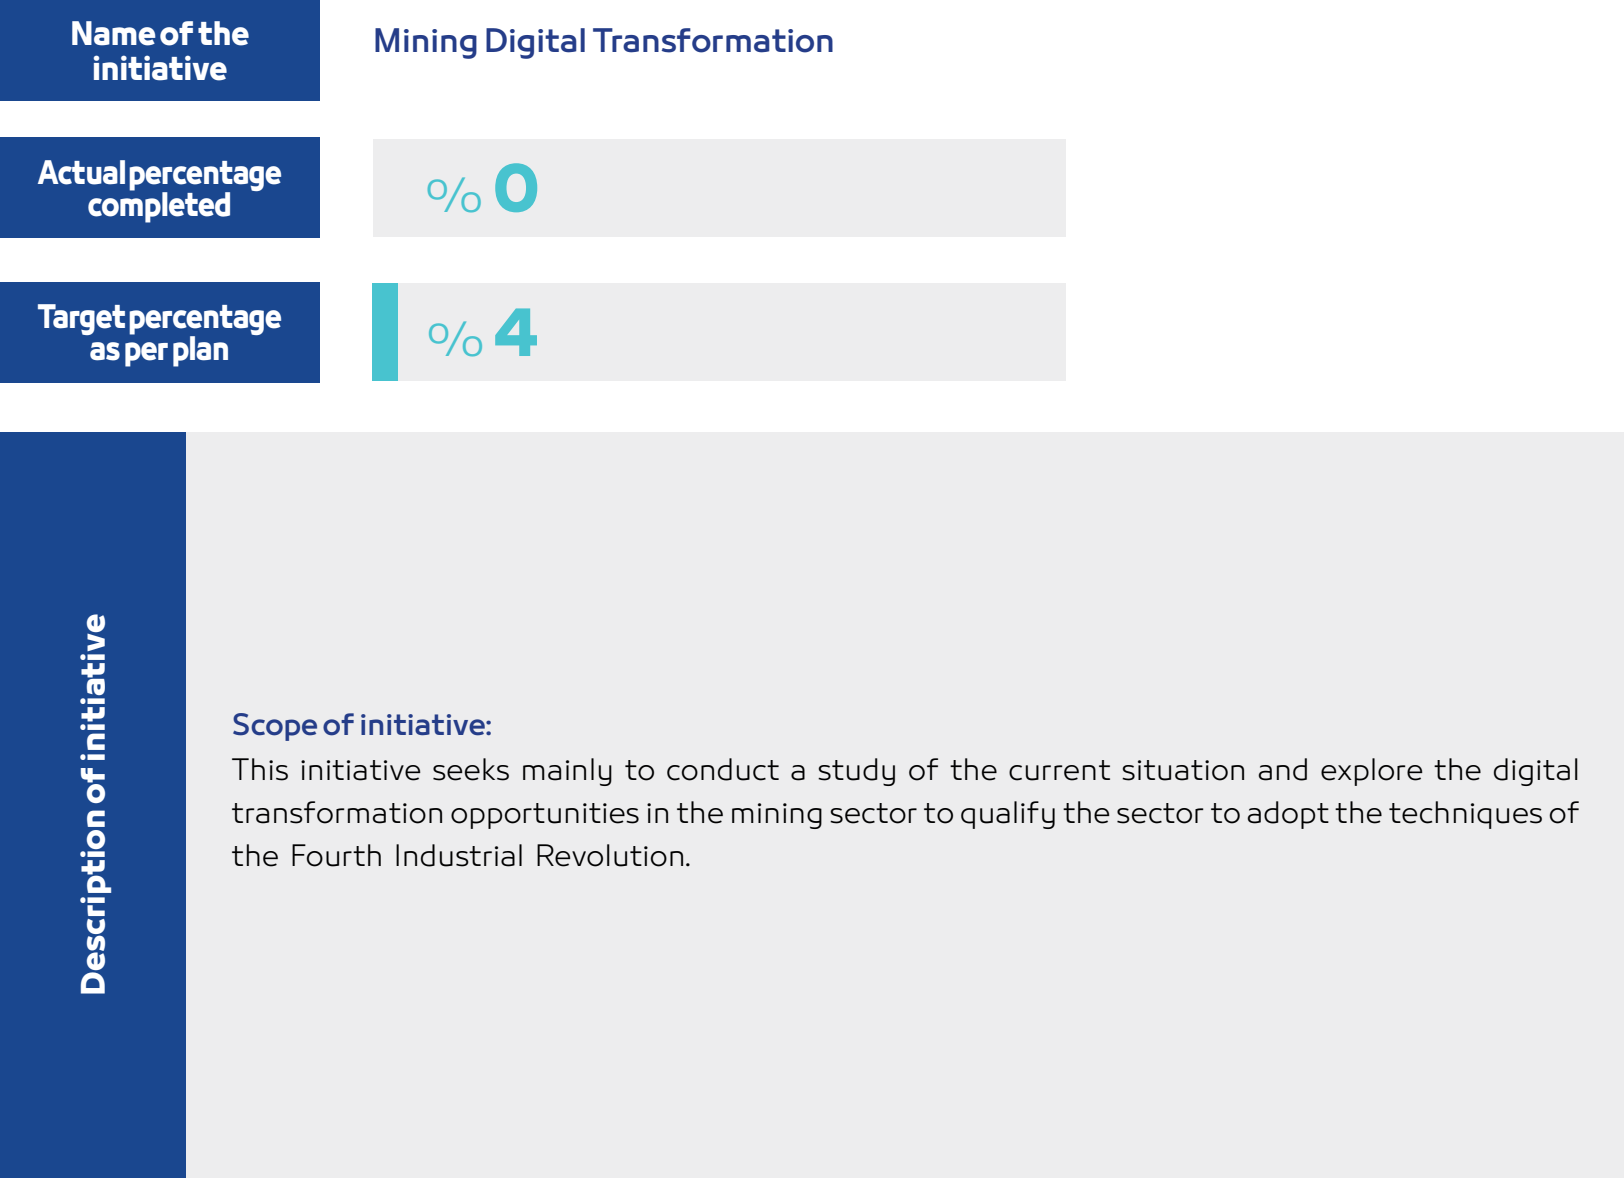 Name of the
initiative
Mining Digital Transformation
Actual percentage
completed
% 0
Target percentage
as per plan
% 4
Description of initiative
Scope of initiative:
This initiative seeks mainly to conduct a study of the current situation and explore the digital
transformation opportunities in the mining sector to qualify the sector to adopt the techniques of
the Fourth Industrial Revolution.